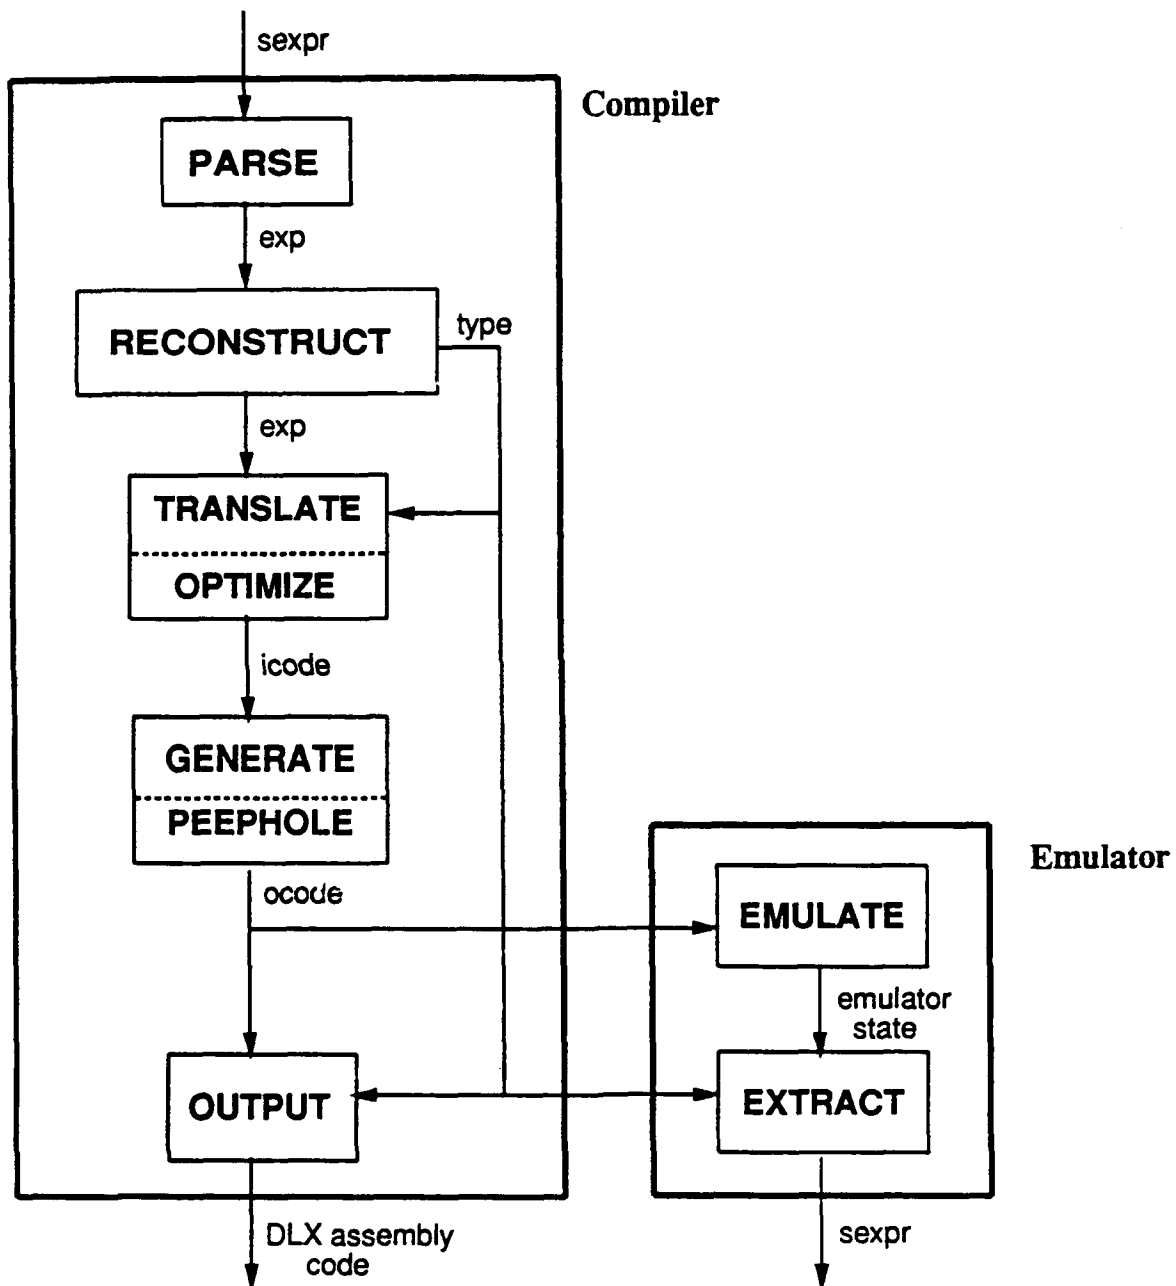 sexpr
Compiler
PARSE
exp
RECONSTRUCT
type
exp
TRANSLATE
OPTIMIZE
icode
GENERATE
PEEPHOLE
ocode
Emulator
EMULATE
emulator
state
OUTPUT
EXTRACT
DLX assembly
code
sexpr